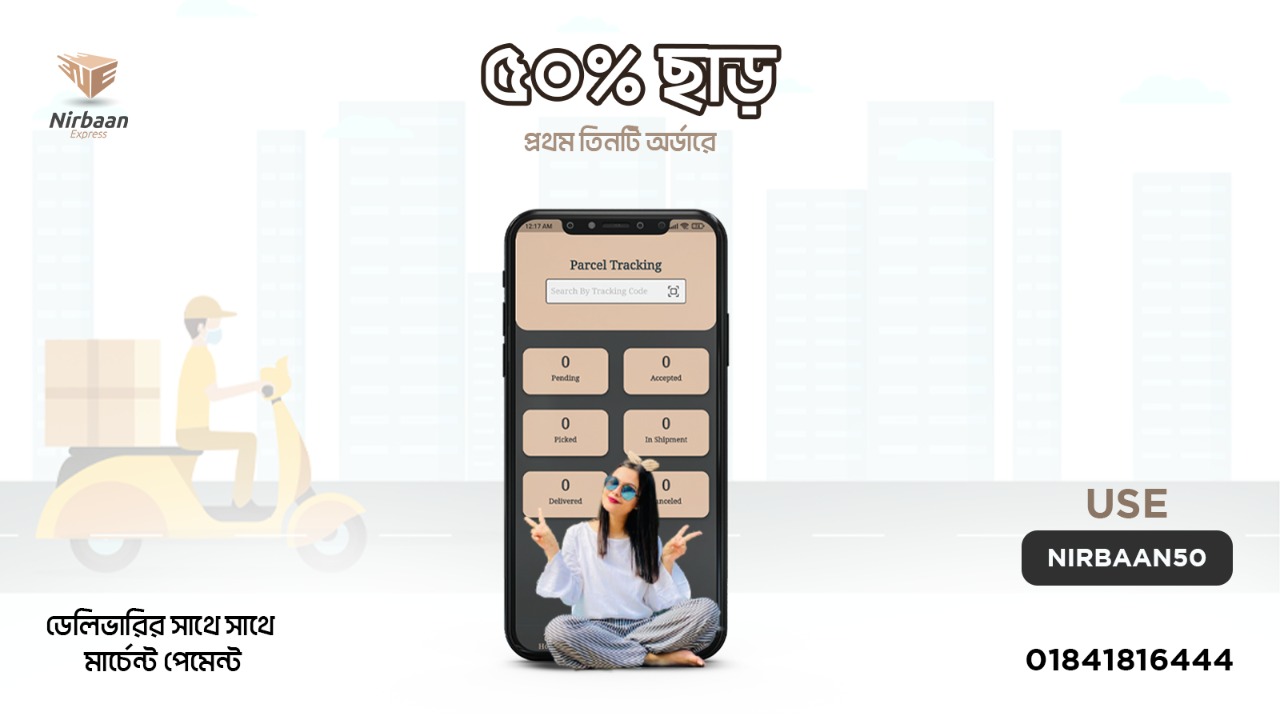 Nirbaan
Express
৫০% ছাড়
প্রথম তিনটি অর্ডারে
12:17 AM
Parcel Tracking
Search By Tracking Code
0
Pending
0
Accepted
0
Picked
0
In Shipment
0
Delivered
0
nceled
USE
NIRBAAN50
ডেলিভারির সাথে সাথে
মার্চেন্ট পেমেন্ট
01841816444